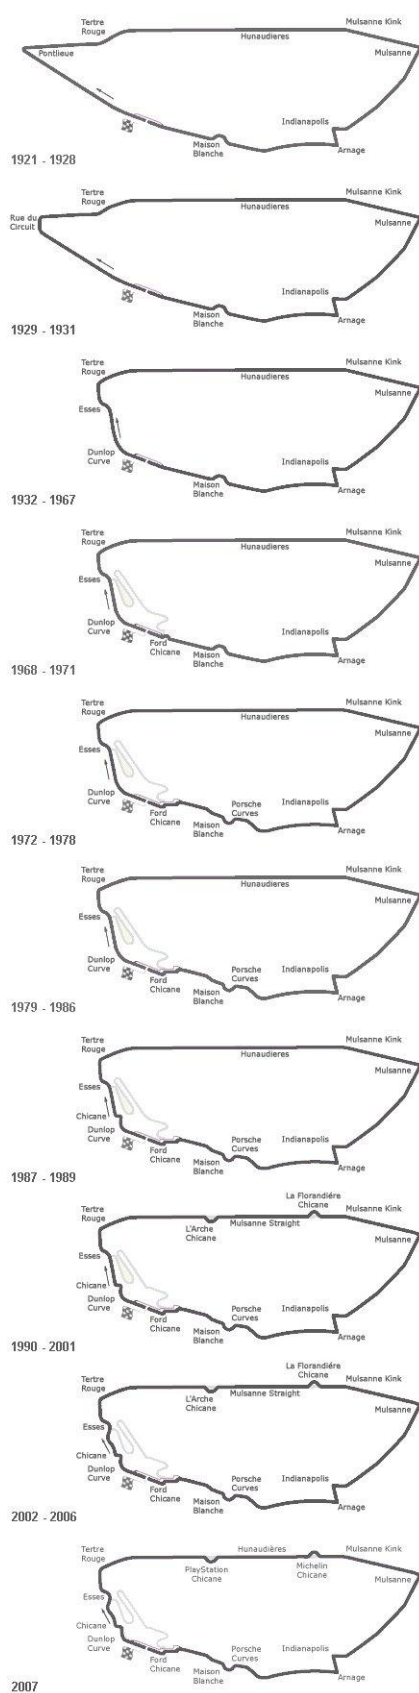 Tertre
Rouge
Mulsanne Kink
Hunaudieres
Pontlieue
Mulsanne
Indianapolis
Maison
Blanche
Arnage
1921 - 1928
Tertre
Rouge
Mulsanne Kink
Hunaudieres
Rue du
Circuit
Mulsanne
Indianapolis
Maison
Blanche
Arnage
1929 - 1931
Tertre
Rouge
Mulsanne Kink
Hunaudieres
Mulsanne
Esses
Dunlop
Curve
Indianapolis
Maison
Blanche
Arnage
1932 - 1967
Tertre
Rouge
Mulsanne Kink
Hunaudieres
Mulsanne
Esses
Dunlop
Curve
Indianapolis
Ford
Chicane
Maison
Blanche
Arnage
1968 - 1971
Tertre
Rouge
Mulsanne Kink
Hunaudieres
Mulsanne
Esses
Dunlop
Curve
Porsche
Curves
Indianapolis
Ford
Chicane
Maison
Blanche
Arnage
1972 - 1978
Tertre
Rouge
Mulsanne Kink
Hunaudieres
Mulsanne
Esses
Dunlop
Curve
Porsche
Curves
Indianapolis
Ford
Chicane
Maison
Blanche
Arnage
1979 - 1986
Tertre
Rouge
Mulsanne Kink
Hunaudieres
Mulsanne
Esses
Chicane
Dunlop
Curve
Porsche
Curves
Indianapolis
Ford
Chicane
Maison
Blanche
Arnage
1987 - 1989
La Florandiére
Chicane
Tertre
Rouge
Mulsanne Kink
L'Arche
Chicane
Mulsanne Straight
Mulsanne
Esses
Chicane
Dunlop
Curve
Porsche
Curves
Indianapolis
Ford
Chicane
Maison
Blanche
Arnage
1990 - 2001
La Florandiére
Chicane
Tertre
Rouge
Mulsanne Kink
L'Arche
Chicane
Mulsanne Straight
Mulsanne
Esses
Chicane
Dunlop
Curve
Porsche
Curves
Indianapolis
Ford
Chicane
Maison
Blanche
Arnage
2002 - 2006
Tertre
Rouge
Hunaudières
Mulsanne Kink
PlayStation
Chicane
Michelin
Chicane
Mulsanne
Esses
Chicane
Dunlop
Curve
Porsche
Curves
Indianapolis
Ford
Chicane
Maison
Blanche
Arnage
2007